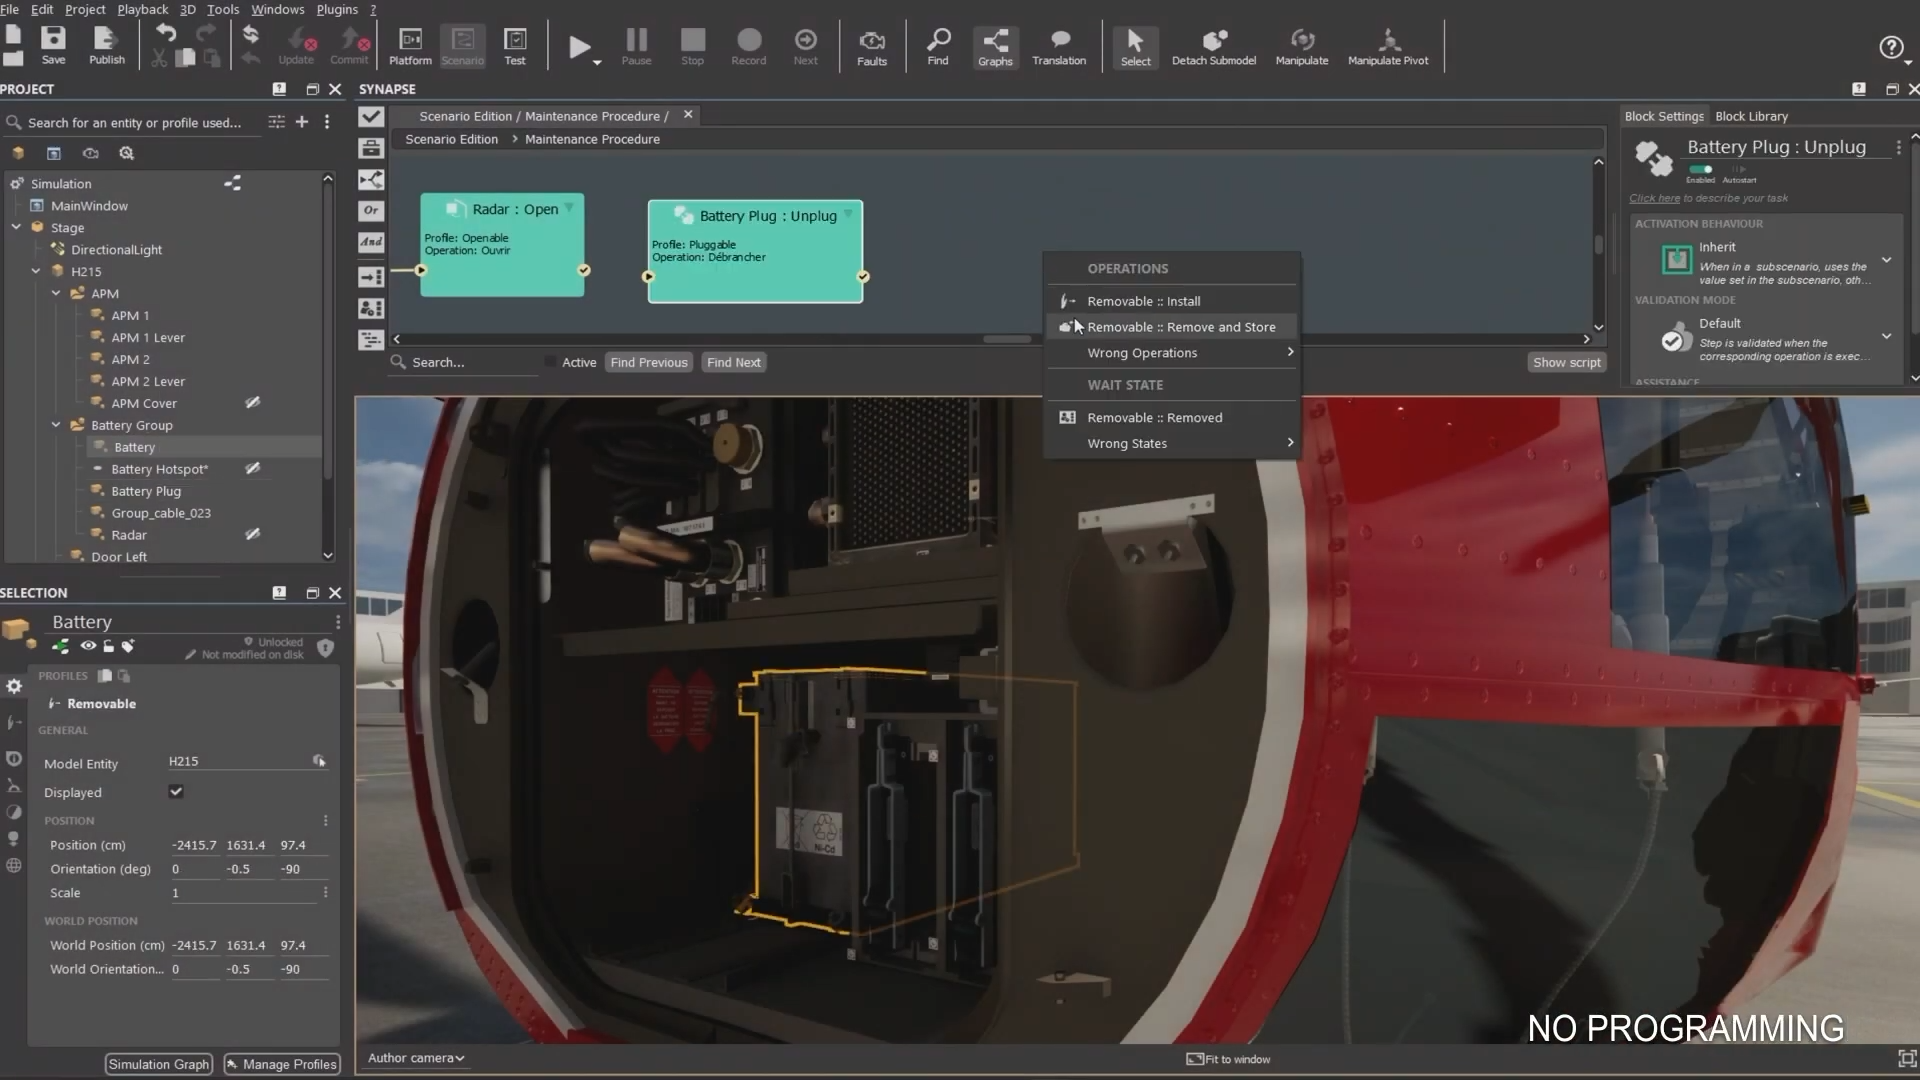 File Edit Project Playback 3D Tools Windows Plugins ?
Save Publish Update Commit Platform Scenario Test Pause Stop Record Next Faults Find Graphs Translation Select Detach Submodel Manipulate Manipulate Pivot
PROJECT
Search for an entity or profile used...
Simulation
MainWindow
Stage
DirectionalLight
H215
APM
APM 1
APM 1 Lever
APM 2
APM 2 Lever
APM Cover
Battery Group
Battery
Battery Hotspot*
Battery Plug
Group_cable_023
Radar
Door Left
SELECTION
Battery
Unlocked
Not modified on disk
PROFILES
Removable
GENERAL
Model Entity H215
Displayed
POSITION
Position (cm) -2415.7 1631.4 97.4
Orientation (deg) 0 -0.5 -90
Scale 1
WORLD POSITION
World Position (cm) -2415.7 1631.4 97.4
World Orientation... 0 -0.5 -90
Simulation Graph Manage Profiles
SYNAPSE
Scenario Edition / Maintenance Procedure /
Scenario Edition > Maintenance Procedure
Or
And
Radar : Open
Profile: Openable
Operation: Ouvrir
Battery Plug : Unplug
Profile: Pluggable
Operation: Débrancher
Search... Active Find Previous Find Next Show script
OPERATIONS
Removable :: Install
Removable :: Remove and Store
Wrong Operations
WAIT STATE
Removable :: Removed
Wrong States
Block Settings Block Library
Battery Plug : Unplug
Enabled Autostart
Click here to describe your task
ACTIVATION BEHAVIOUR
Inherit
When in a subscenario, uses the
value set in the subscenario, oth...
VALIDATION MODE
Default
Step is validated when the
corresponding operation is exec...
ASSISTANCE
Ni-Cd
NO PROGRAMMING
Author camera
Fit to window